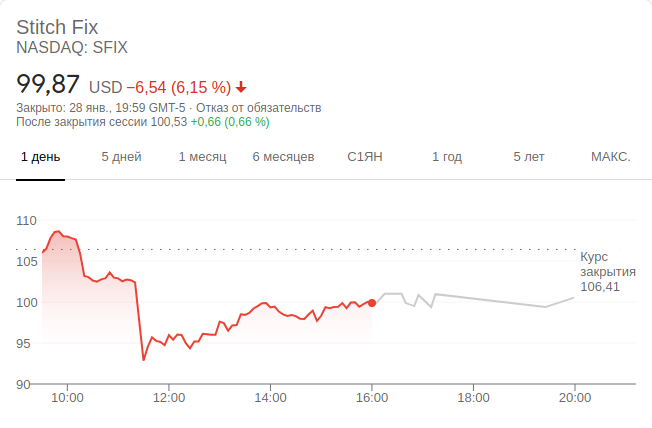 Stitch Fix
NASDAQ: SFIX
99,87 USD −6,54 (6,15 %)
Закрыто: 28 янв., 19:59 GMT-5 · Отказ от обязательств
После закрытия сессии 100,53 +0,66 (0,66 %)
1 день 5 дней 1 месяц 6 месяцев С1ЯН 1 год 5 лет МАКС.
110
105
100
95
90
Курс
закрытия
106,41
10:00 12:00 14:00 16:00 18:00 20:00